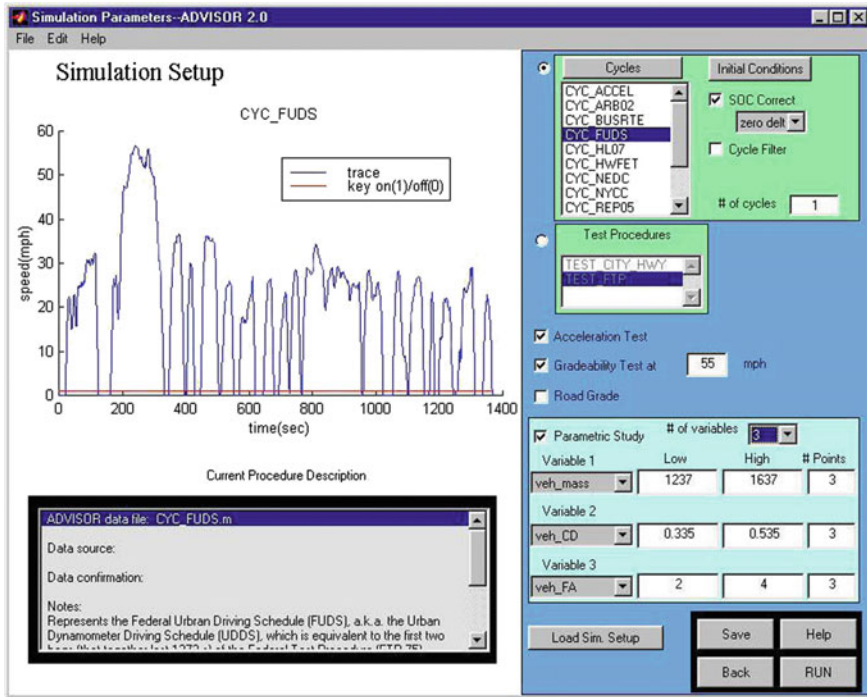 Simulation Parameters--ADVISOR 2.0
File Edit Help
Simulation Setup
CYC_FUDS
60
50
40
30
20
10
0
speed(mph)
trace
key on(1)/off(0)
0 200 400 600 800 1000 1200 1400
time(sec)
Current Procedure Description
ADVISOR data file: CYC_FUDS.m
Data source:
Data confirmation:
Notes:
Represents the Federal Urbran Driving Schedule (FUDS), a.k.a. the Urban
Dynamometer Driving Schedule (UDDS), which is equivalent to the first two
Cycles
CYC_ACCEL
CYC_ARB02
CYC_BUSRTE
CYC_FUDS
CYC_HL07
CYC_HWFET
CYC_NEDC
CYC_NYCC
CYC_REP05
Initial Conditions
SOC Correct
zero delt
Cycle Filter
# of cycles 1
Test Procedures
TEST_CITY_HWY
TEST_FTP
Acceleration Test
Gradeability Test at 55 mph
Road Grade
Parametric Study # of variables 3
Variable 1 Low High # Points
veh_mass 1237 1637 3
Variable 2
veh_CD 0.335 0.535 3
Variable 3
veh_FA 2 4 3
Load Sim. Setup
Save Help
Back RUN